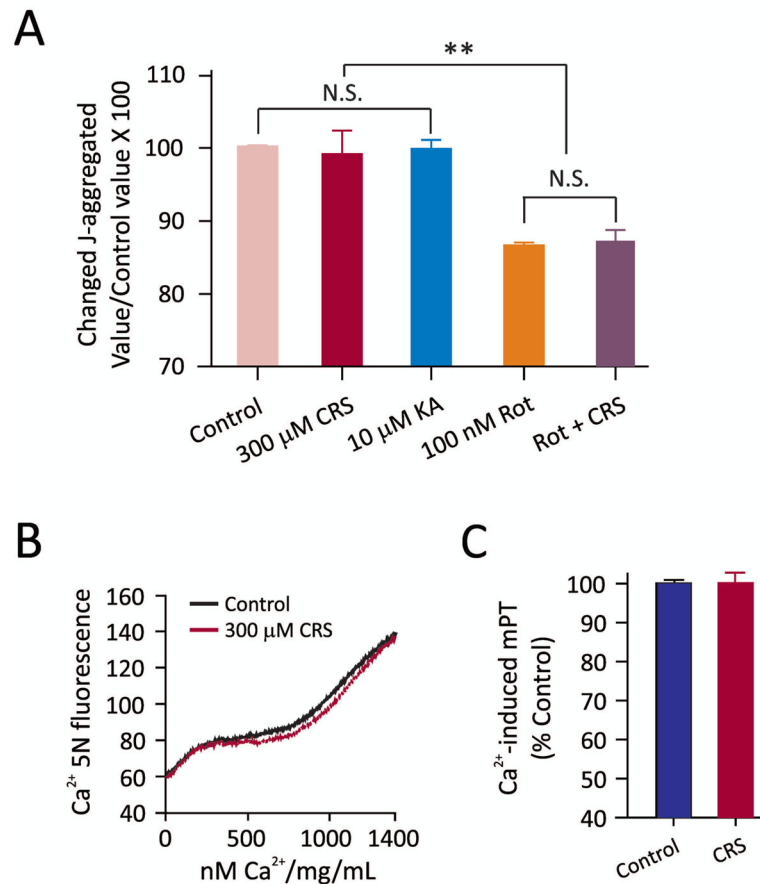 A
Changed J-aggregated
Value/Control value X 100
110
100
90
80
70
**
N.S.
N.S.
Control
300 µM CRS
10 µM KA
100 nM Rot
Rot + CRS
B
Ca²⁺ 5N fluorescence
160
140
120
100
80
60
40
Control
300 µM CRS
0
500
1000
1400
nM Ca²⁺/mg/mL
C
Ca²⁺-induced mPT
(% Control)
100
90
80
70
60
50
40
Control
CRS